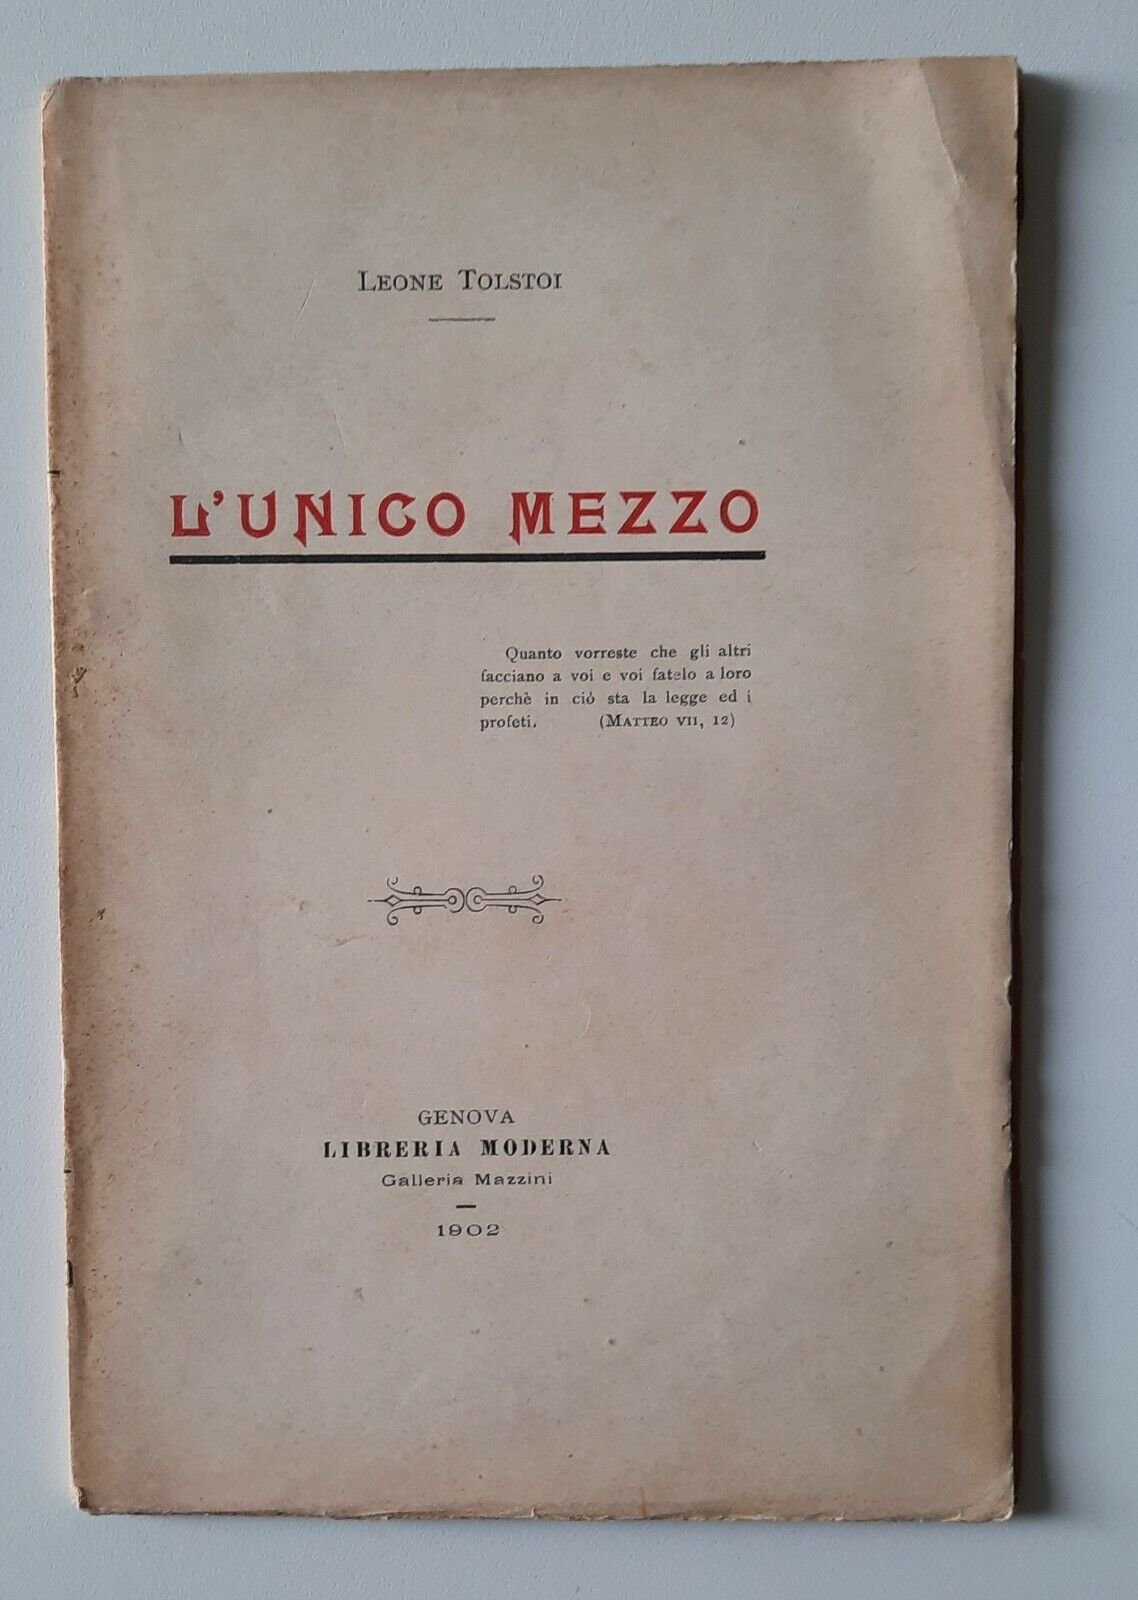 LEONE TOLSTOI
L'UNICO MEZZO
Quanto vorreste che gli altri
facciano a voi e voi fatelo a loro
perchè in ciò sta la legge ed i
profeti. (MATTEO VII, 12)
GENOVA
LIBRERIA MODERNA
Galleria Mazzini
1902